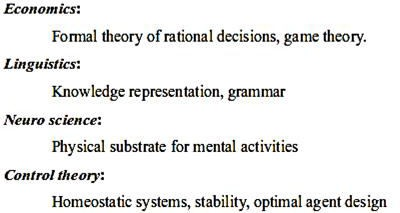 Economics:
Formal theory of rational decisions, game theory.
Linguistics:
Knowledge representation, grammar
Neuro science:
Physical substrate for mental activities
Control theory:
Homeostatic systems, stability, optimal agent design